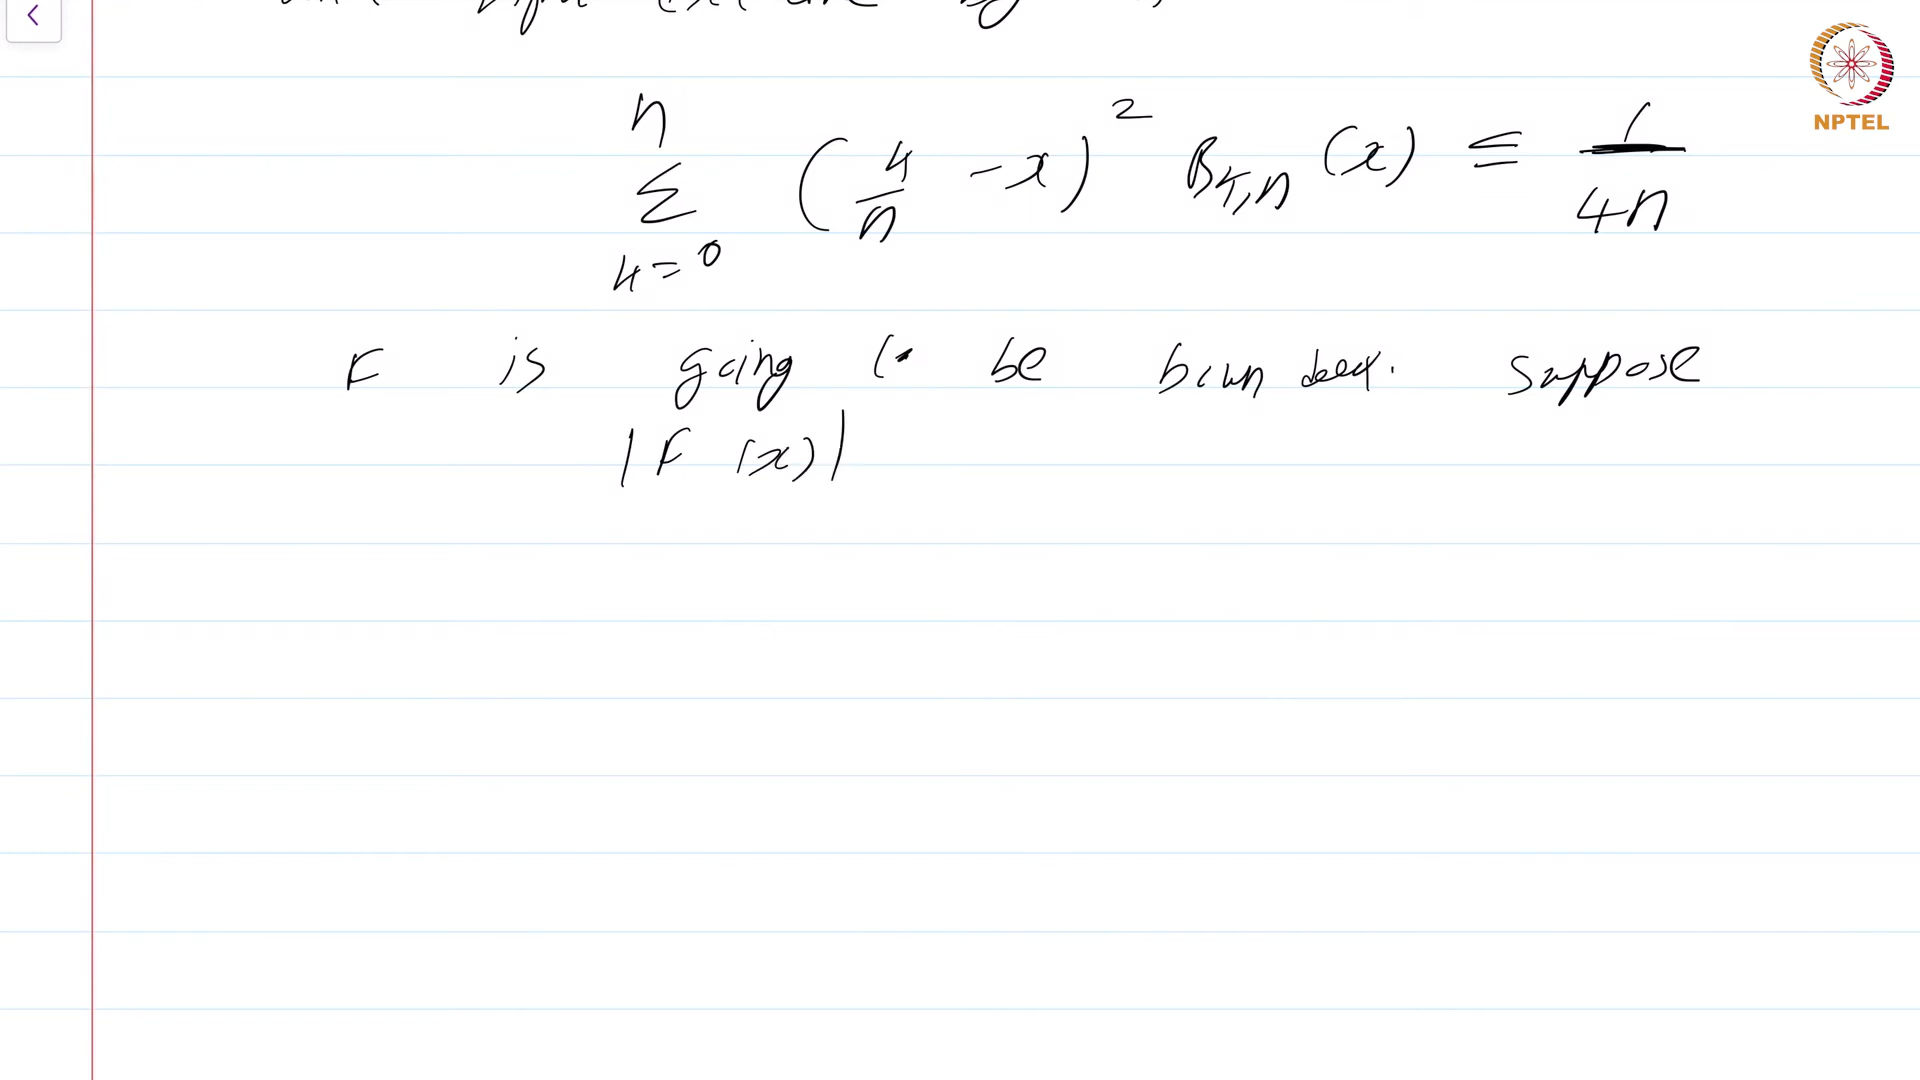 NPTEL
n
Σ (k/n - x)² B_{k,n}(x) ≤ 1/4n
k=0
F is going to be bounded. Suppose
|F(x)|